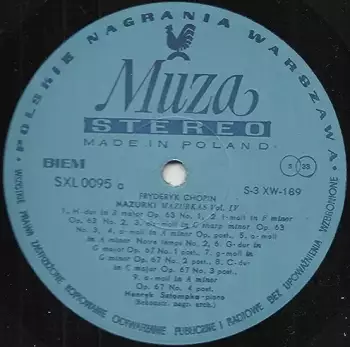 POLSKIE NAGRANIA WARSZAWA
Muza
STEREO
MADE IN POLAND
BIEM
S 33
SXL 0095 a
S-3 XW-189
FRYDERYK CHOPIN
MAZURKI ■ MAZURKAS Vol. IV
1. H-dur in B major Op. 63 No. 1, 2. f-moll in F minor
Op. 63 No. 2, 3. cis-moll in C sharp minor Op. 63
No. 3, 4. a-moll in A minor Op. post., 5. a-moll
in A minor Notre temps No 2, 6. G-dur in
G major Op. 67 No 1 post., 7. g-moll in
G minor Op. 67 No. 2 post., 8. C-dur
in C major Op. 67 No. 3 post.,
9. a-moll in A minor
Op. 67 No. 4 post.
Henryk Sztompka-piano
WSZELKIE PRAWA ZASTRZEŻONE KOPIOWANIE ODTWARZANIE PUBLICZNE I RADIOWE BEZ UPOWAŻNIENIA WZBRONIONE